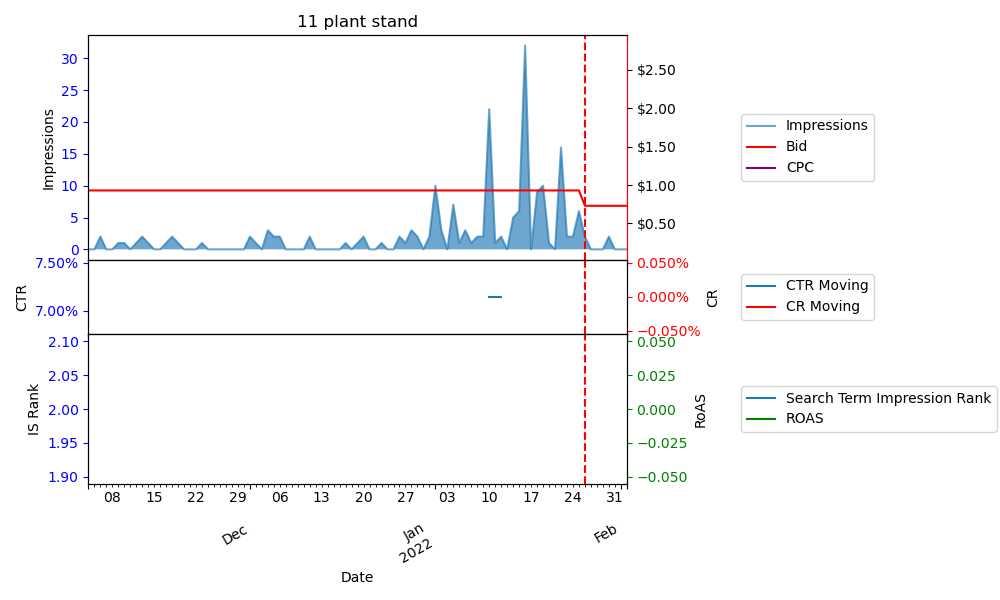 11 plant stand
30
25
20
15
10
5
0
Impressions
$2.50
$2.00
$1.50
$1.00
$0.50
Impressions
Bid
CPC
7.50%
7.00%
CTR
0.050%
0.000%
−0.050%
CR
CTR Moving
CR Moving
2.10
2.05
2.00
1.95
1.90
IS Rank
0.050
0.025
0.000
−0.025
−0.050
RoAS
Search Term Impression Rank
ROAS
08 15 22 29 06 13 20 27 03 10 17 24 31
Dec Jan Feb
2022
Date